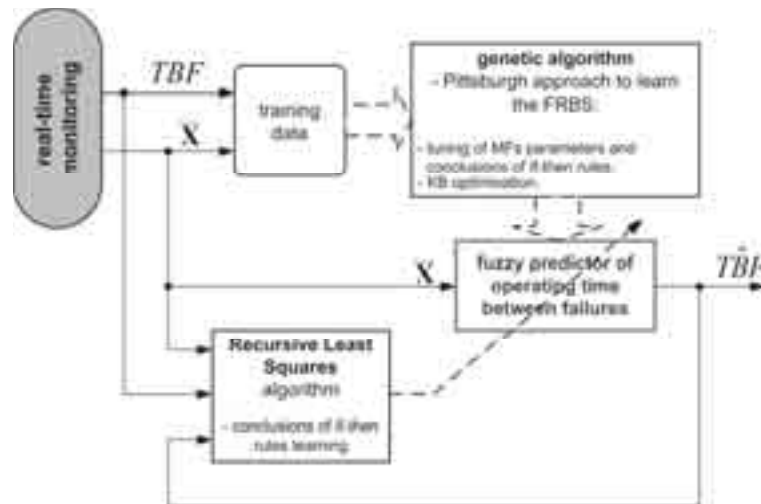 real-time
monitoring
TBF
X
training
data
genetic algorithm
- Pittsburgh approach to learn
the FRBS:
- tuning of MFs parameters and
conclusions of if-then rules.
- KB optimisation.
X
fuzzy predictor of
operating time
between failures
TB̂F
Recursive Least
Squares
algorithm
- conclusions of if-then
rules learning